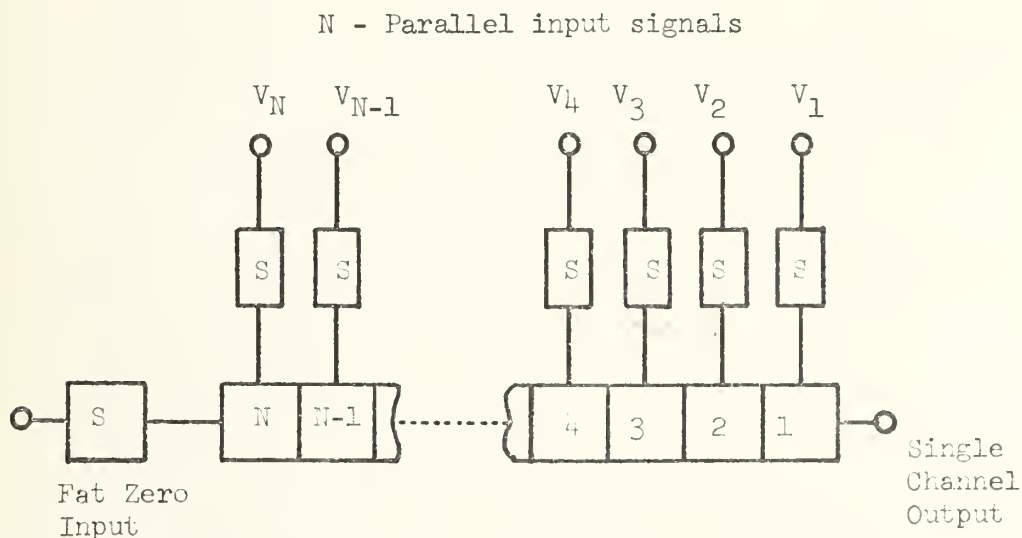 N - Parallel input signals
V_N V_N-1 V_4 V_3 V_2 V_1
S S S S S S
S N N-1 4 3 2 1
Fat Zero
Input
Single
Channel
Output